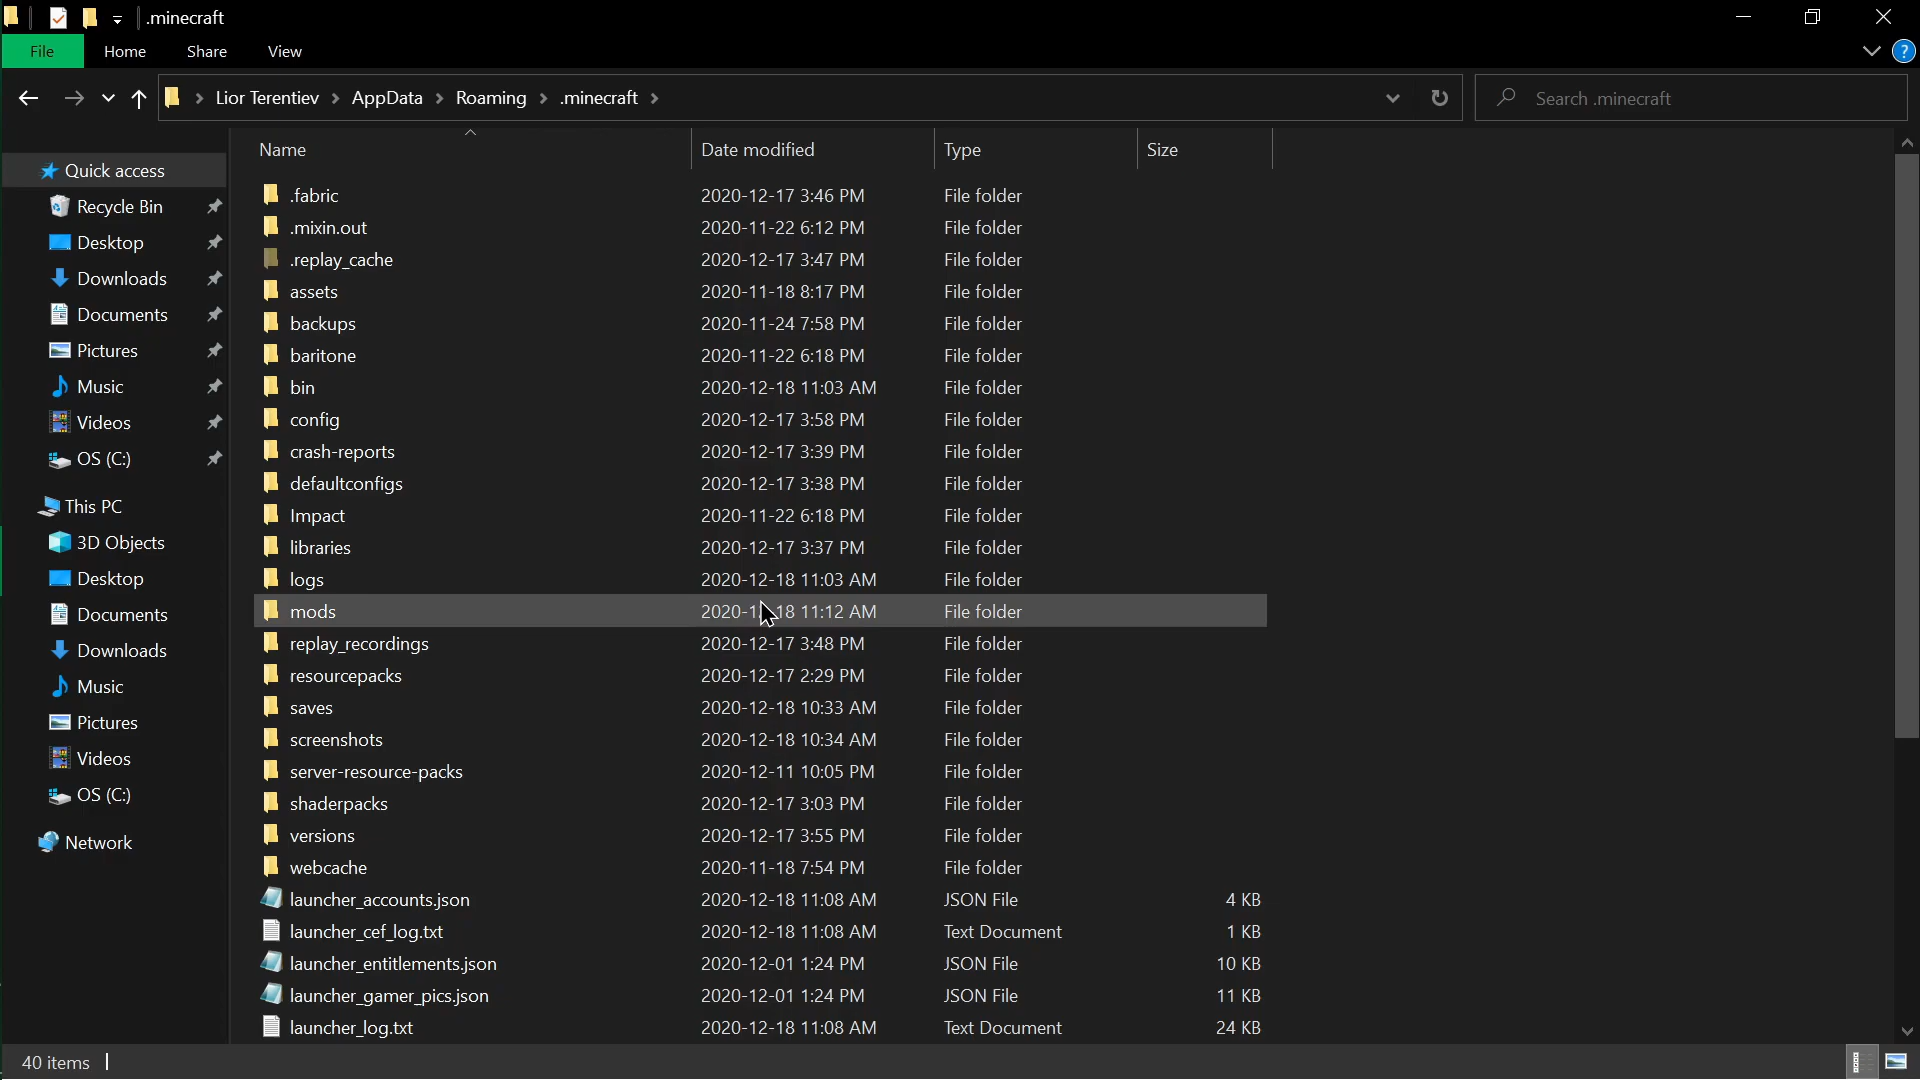 .minecraft
File Home Share View
Lior Terentiev AppData Roaming .minecraft
Search .minecraft
Name Date modified Type Size
Quick access
Recycle Bin
Desktop
Downloads
Documents
Pictures
Music
Videos
OS (C:)
This PC
3D Objects
Desktop
Documents
Downloads
Music
Pictures
Videos
OS (C:)
Network
.fabric 2020-12-17 3:46 PM File folder
.mixin.out 2020-11-22 6:12 PM File folder
.replay_cache 2020-12-17 3:47 PM File folder
assets 2020-11-18 8:17 PM File folder
backups 2020-11-24 7:58 PM File folder
baritone 2020-11-22 6:18 PM File folder
bin 2020-12-18 11:03 AM File folder
config 2020-12-17 3:58 PM File folder
crash-reports 2020-12-17 3:39 PM File folder
defaultconfigs 2020-12-17 3:38 PM File folder
Impact 2020-11-22 6:18 PM File folder
libraries 2020-12-17 3:37 PM File folder
logs 2020-12-18 11:03 AM File folder
mods 2020-12-18 11:12 AM File folder
replay_recordings 2020-12-17 3:48 PM File folder
resourcepacks 2020-12-17 2:29 PM File folder
saves 2020-12-18 10:33 AM File folder
screenshots 2020-12-18 10:34 AM File folder
server-resource-packs 2020-12-11 10:05 PM File folder
shaderpacks 2020-12-17 3:03 PM File folder
versions 2020-12-17 3:55 PM File folder
webcache 2020-11-18 7:54 PM File folder
launcher_accounts.json 2020-12-18 11:08 AM JSON File 4 KB
launcher_cef_log.txt 2020-12-18 11:08 AM Text Document 1 KB
launcher_entitlements.json 2020-12-01 1:24 PM JSON File 10 KB
launcher_gamer_pics.json 2020-12-01 1:24 PM JSON File 11 KB
launcher_log.txt 2020-12-18 11:08 AM Text Document 24 KB
40 items